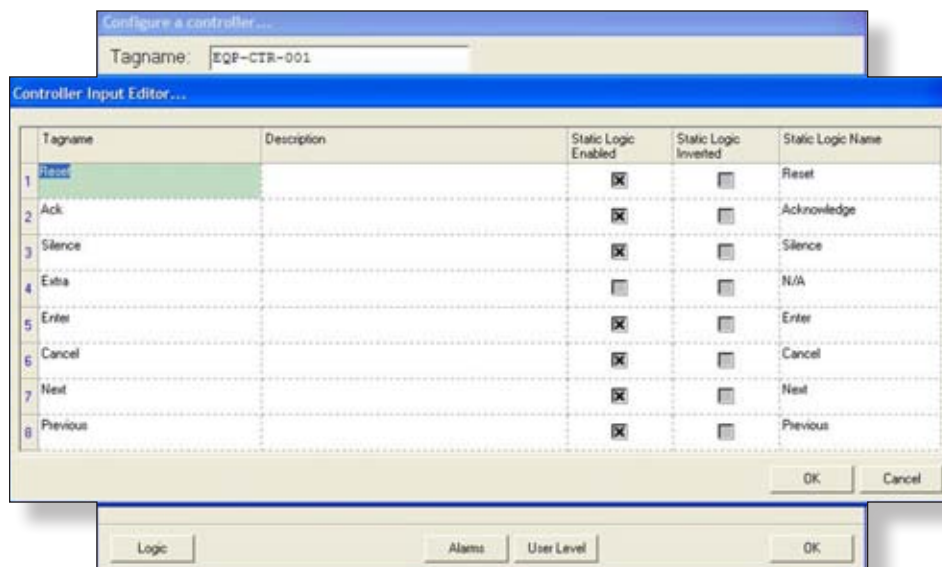 Configure a controller...
Tagname: EQP-CTR-001
Controller Input Editor...
Tagname Description Static Logic Enabled Static Logic Inverted Static Logic Name
1 Reset Reset
2 Ack Acknowledge
3 Silence Silence
4 Extra N/A
5 Enter Enter
6 Cancel Cancel
7 Next Next
8 Previous Previous
OK Cancel
Logic Alarms User Level OK